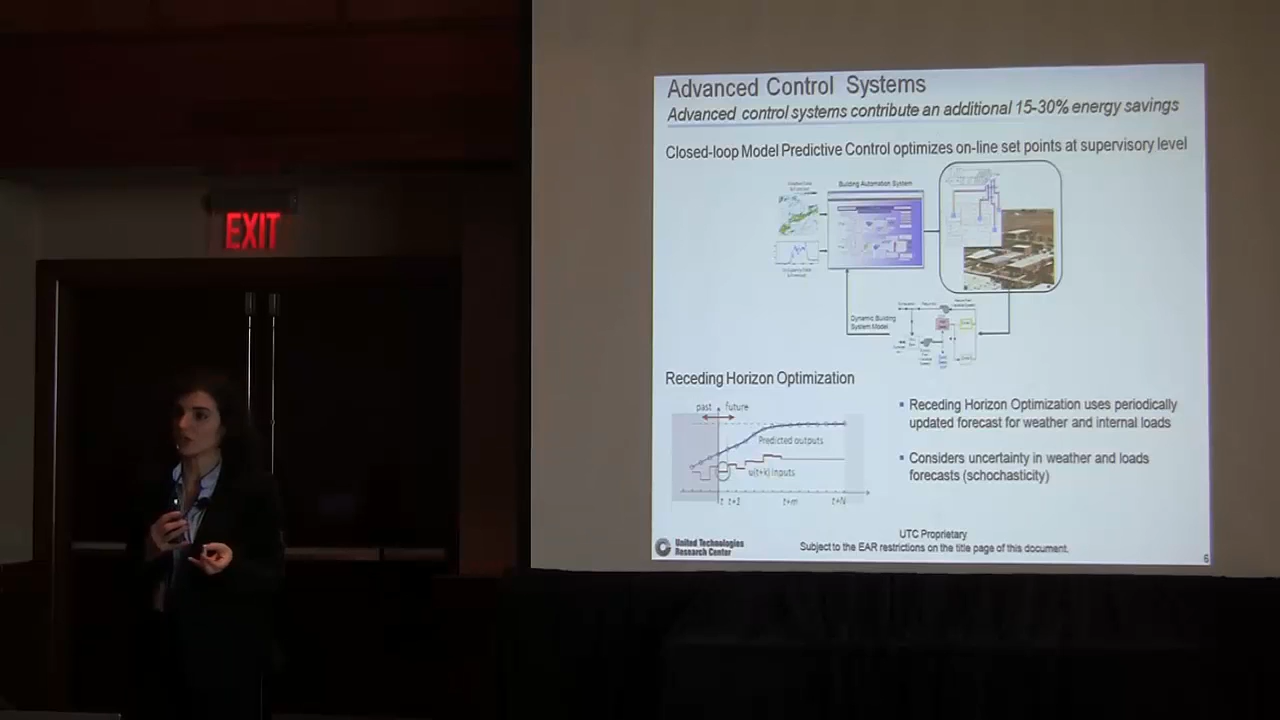 EXIT
Advanced Control Systems
Advanced control systems contribute an additional 15-30% energy savings
Closed-loop Model Predictive Control optimizes on-line set points at supervisory level
Building Automation System
Dynamic Building
System Model
Receding Horizon Optimization
past future
Predicted outputs
u(t+k) Inputs
t t+1 t+m t+N
Receding Horizon Optimization uses periodically
updated forecast for weather and internal loads
Considers uncertainty in weather and loads
forecasts (schochasticity)
United Technologies
Research Center
UTC Proprietary
Subject to the EAR restrictions on the title page of this document.
6